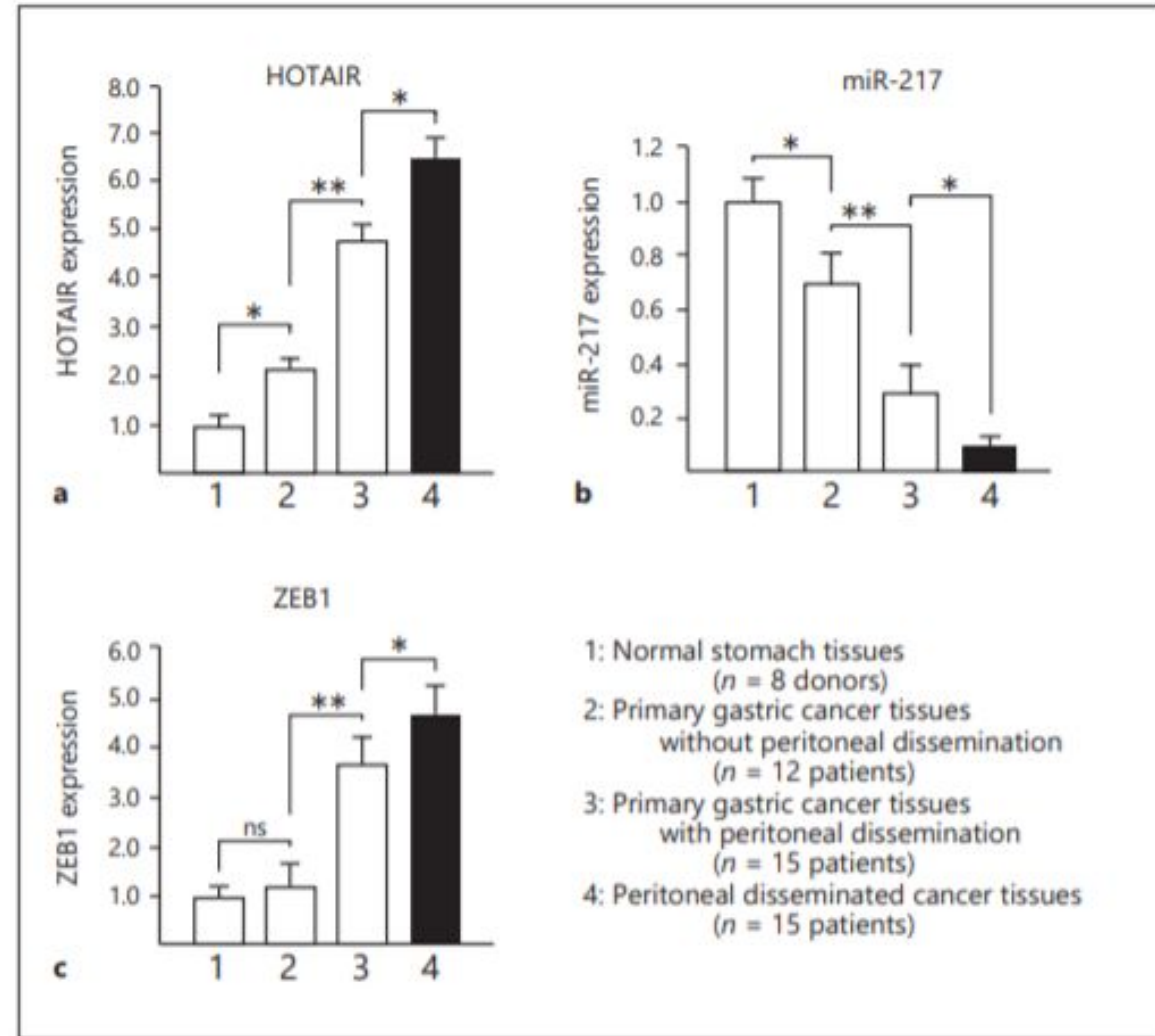 HOTAIR
HOTAIR expression
8.0
7.0
6.0
5.0
4.0
3.0
2.0
1.0
*
**
*
a
1 2 3 4
miR-217
miR-217 expression
1.2
1.0
0.8
0.6
0.4
0.2
*
**
*
b
1 2 3 4
ZEB1
ZEB1 expression
6.0
5.0
4.0
3.0
2.0
1.0
ns
**
*
c
1 2 3 4
1: Normal stomach tissues
(n = 8 donors)
2: Primary gastric cancer tissues
without peritoneal dissemination
(n = 12 patients)
3: Primary gastric cancer tissues
with peritoneal dissemination
(n = 15 patients)
4: Peritoneal disseminated cancer tissues
(n = 15 patients)